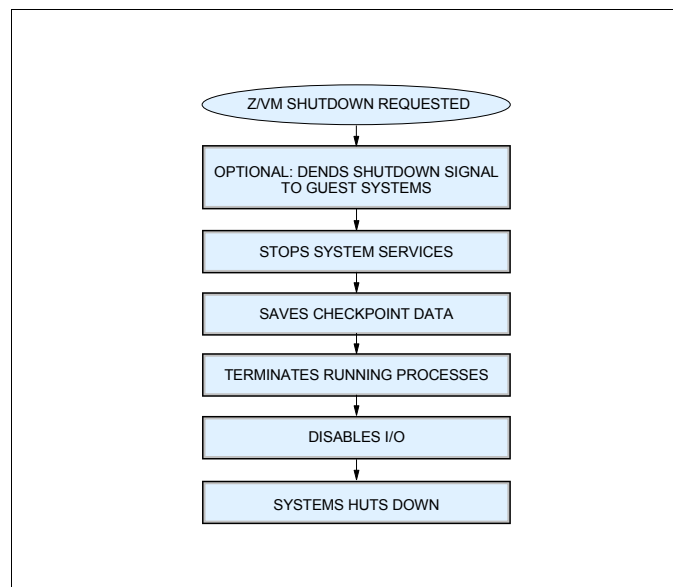 Z/VM SHUTDOWN REQUESTED
OPTIONAL: DENDS SHUTDOWN SIGNAL
TO GUEST SYSTEMS
STOPS SYSTEM SERVICES
SAVES CHECKPOINT DATA
TERMINATES RUNNING PROCESSES
DISABLES I/O
SYSTEMS HUTS DOWN